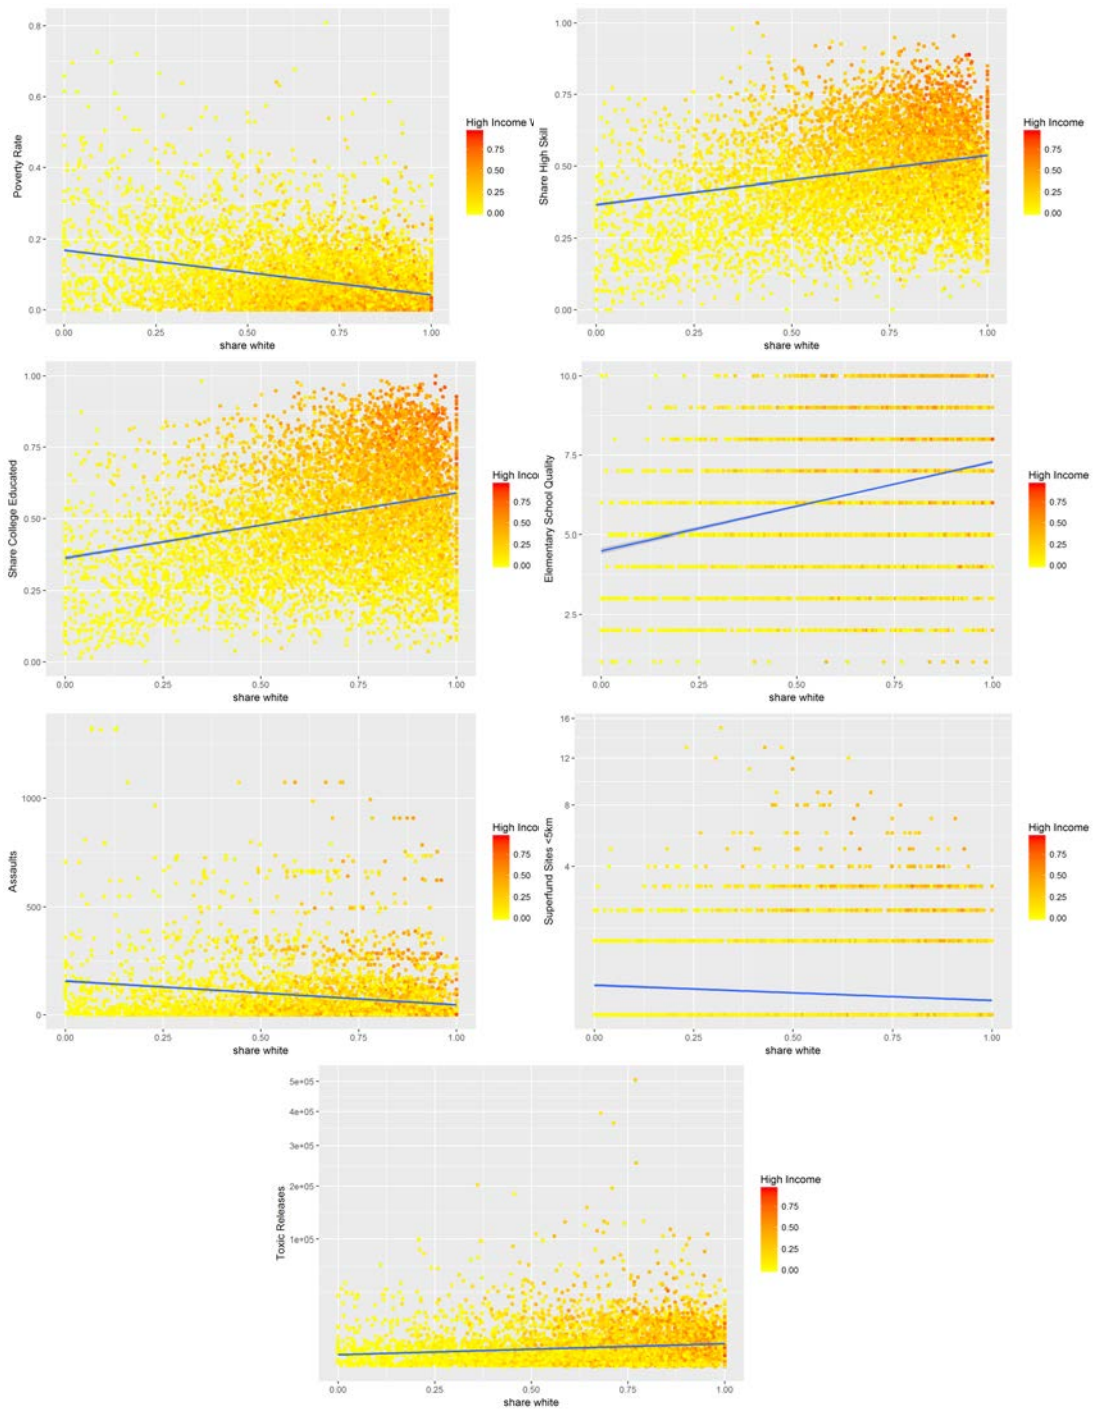 0.8
0.6
0.4
0.2
0.0
Poverty Rate
0.00 0.25 0.50 0.75 1.00
share white
High Income V
0.75
0.50
0.25
0.00
1.00
0.75
0.50
0.25
0.00
Share High Skill
0.00 0.25 0.50 0.75 1.00
share white
High Income
0.75
0.50
0.25
0.00
1.00
0.75
0.50
0.25
0.00
Share College Educated
0.00 0.25 0.50 0.75 1.00
share white
High Inco
0.75
0.50
0.25
0.00
10.0
7.5
5.0
2.5
Elementary School Quality
0.00 0.25 0.50 0.75 1.00
share white
High Income
0.75
0.50
0.25
0.00
1000
500
0
Assaults
0.00 0.25 0.50 0.75 1.00
share white
High Inco
0.75
0.50
0.25
0.00
16
12
8
4
Superfund Sites <5km
0.00 0.25 0.50 0.75 1.00
share white
High Income
0.75
0.50
0.25
0.00
5e+05
4e+05
3e+05
2e+05
1e+05
Toxic Releases
0.00 0.25 0.50 0.75 1.00
share white
High Income
0.75
0.50
0.25
0.00